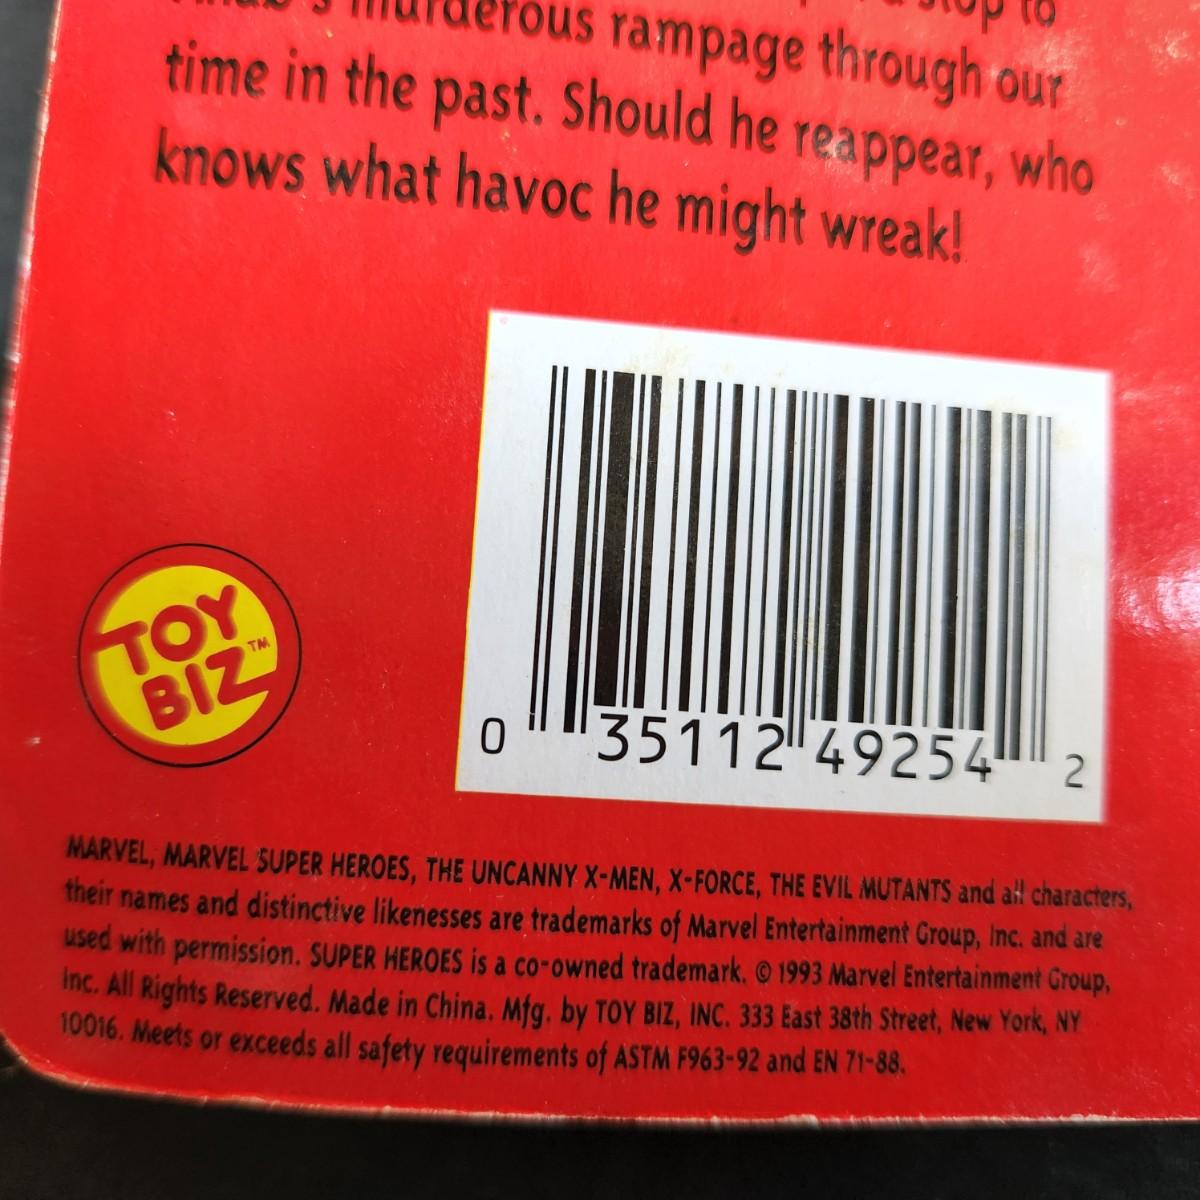 stop to
murderous rampage through our
time in the past. Should he reappear, who
knows what havoc he might wreak!
TOY
BIZ™
0 35112 49254 2
MARVEL, MARVEL SUPER HEROES, THE UNCANNY X-MEN, X-FORCE, THE EVIL MUTANTS and all characters,
their names and distinctive likenesses are trademarks of Marvel Entertainment Group, Inc. and are
used with permission. SUPER HEROES is a co-owned trademark. © 1993 Marvel Entertainment Group,
Inc. All Rights Reserved. Made in China. Mfg. by TOY BIZ, INC. 333 East 38th Street, New York, NY
10016. Meets or exceeds all safety requirements of ASTM F963-92 and EN 71-88.